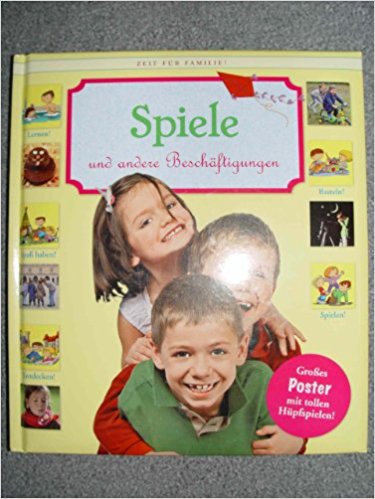 ZEIT FÜR FAMILIE!
Spiele
und andere Beschäftigungen
Lernen!
Spaß haben!
Entdecken!
Basteln!
Spielen!
Großes
Poster
mit tollen
Hüpfspielen!